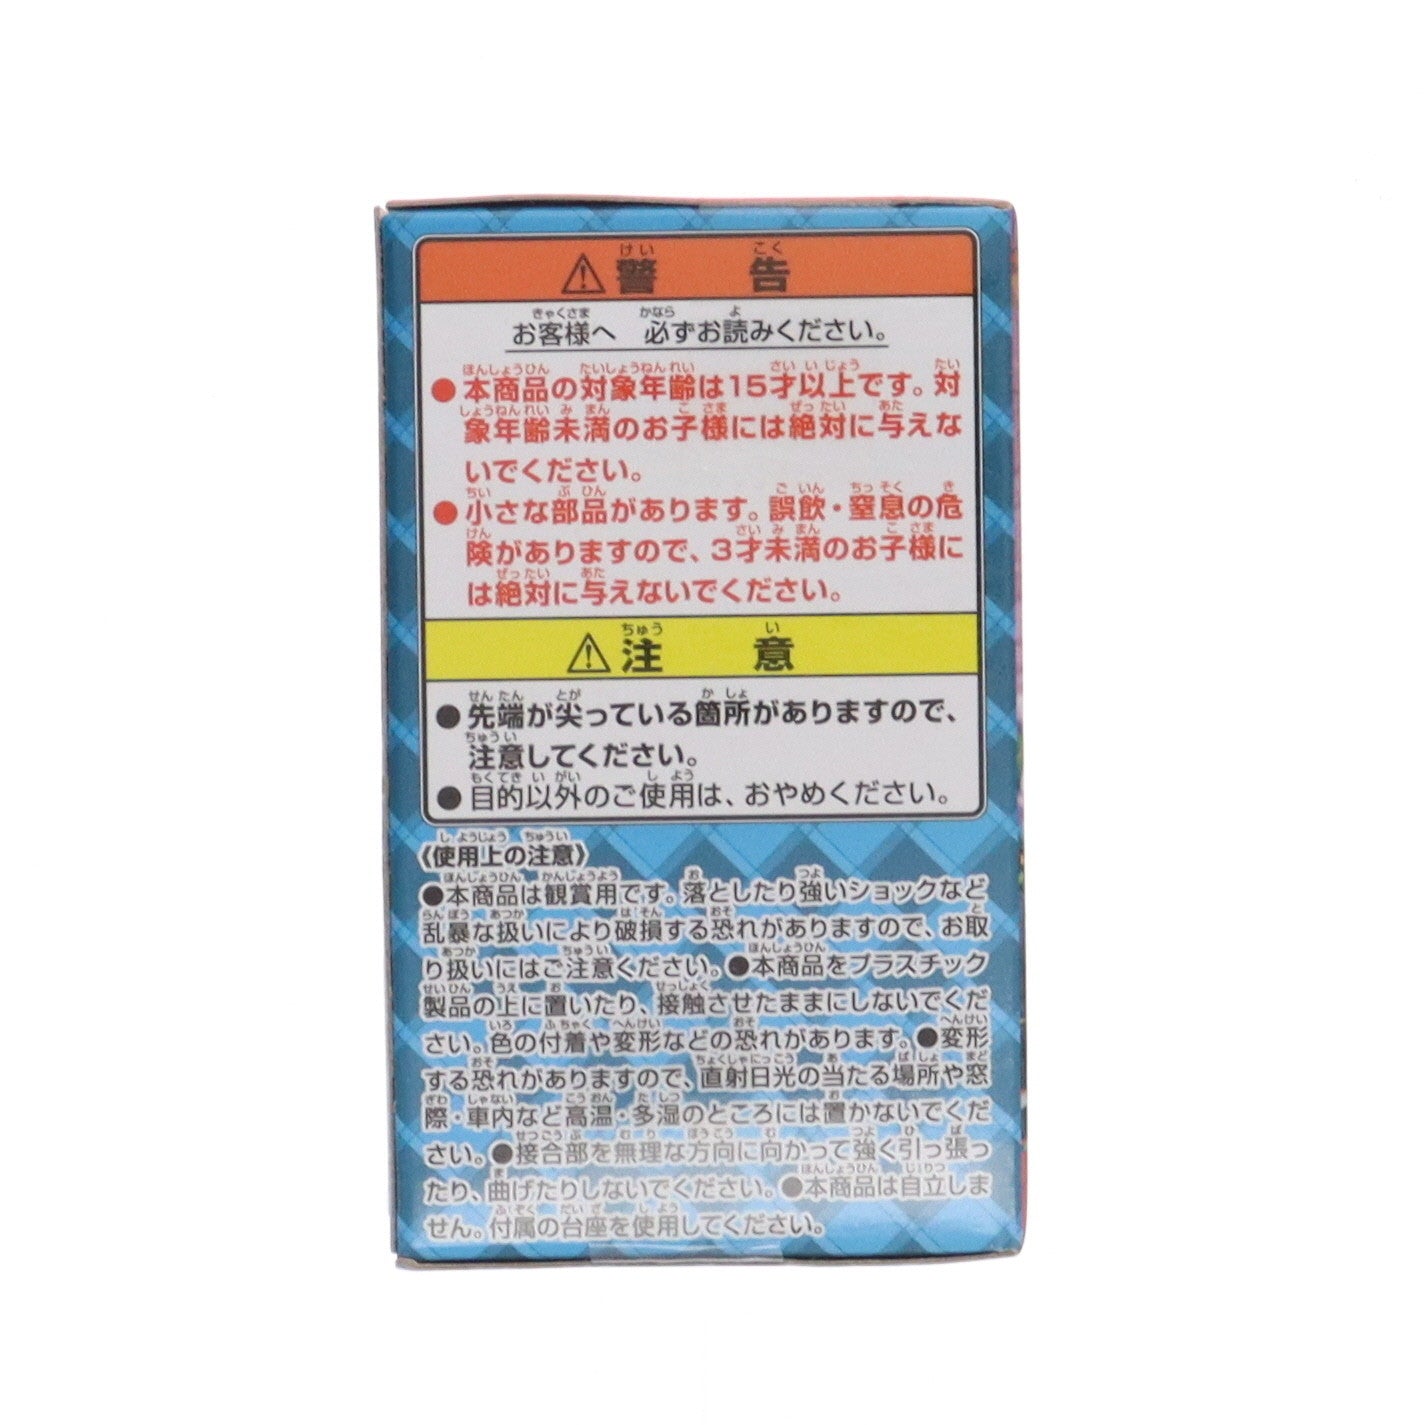 ⚠警告
お客様へ 必ずお読みください。
●本商品の対象年齢は15才以上です。対
象年齢未満のお子様には絶対に与えな
いでください。
●小さな部品があります。誤飲・窒息の危
険がありますので、3才未満のお子様に
は絶対に与えないでください。
⚠注意
●先端が尖っている箇所がありますので、
注意してください。
●目的以外のご使用は、おやめください。
《使用上の注意》
●本商品は観賞用です。落としたり強いショックなど
乱暴な扱いにより破損する恐れがありますので、お取
り扱いにはご注意ください。●本商品をプラスチック
製品の上に置いたり、接触させたままにしないでくだ
さい。色の付着や変形などの恐れがあります。●変形
する恐れがありますので、直射日光の当たる場所や窓
際・車内など高温・多湿のところには置かないでくだ
さい。●接合部を無理な方向に向かって強く引っ張っ
たり、曲げたりしないでください。●本商品は自立しま
せん。付属の台座を使用してください。